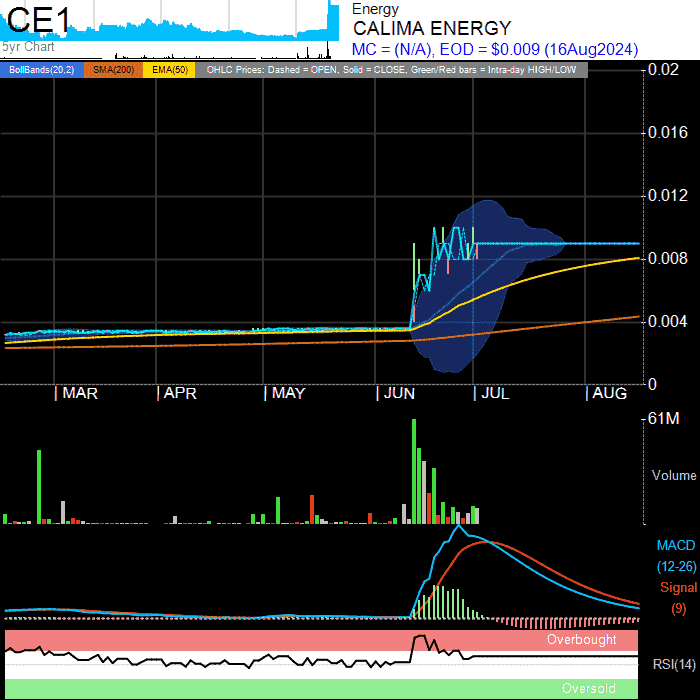 CE1
5yr Chart
Energy
CALIMA ENERGY
MC = (N/A), EOD = $0.009 (16Aug2024)
BollBands(20,2) SMA(200) EMA(50) OHLC Prices: Dashed = OPEN, Solid = CLOSE, Green/Red bars = Intra-day HIGH/LOW
0.02
0.016
0.012
0.008
0.004
0
| MAR | APR | MAY | JUN | JUL | AUG
61M
Volume
MACD
(12-26)
Signal
(9)
Overbought
RSI(14)
Oversold